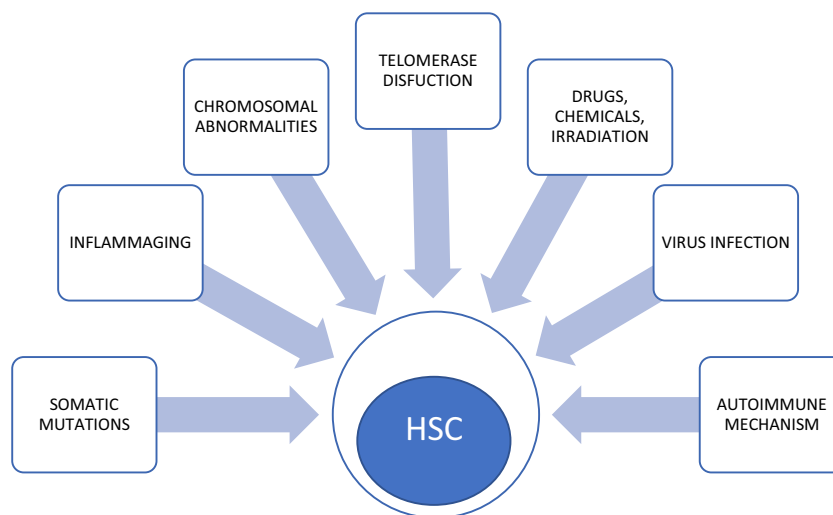 TELOMERASE
DISFUCTION
CHROMOSOMAL
ABNORMALITIES
DRUGS,
CHEMICALS,
IRRADIATION
INFLAMMAGING
VIRUS INFECTION
SOMATIC
MUTATIONS
HSC
AUTOIMMUNE
MECHANISM